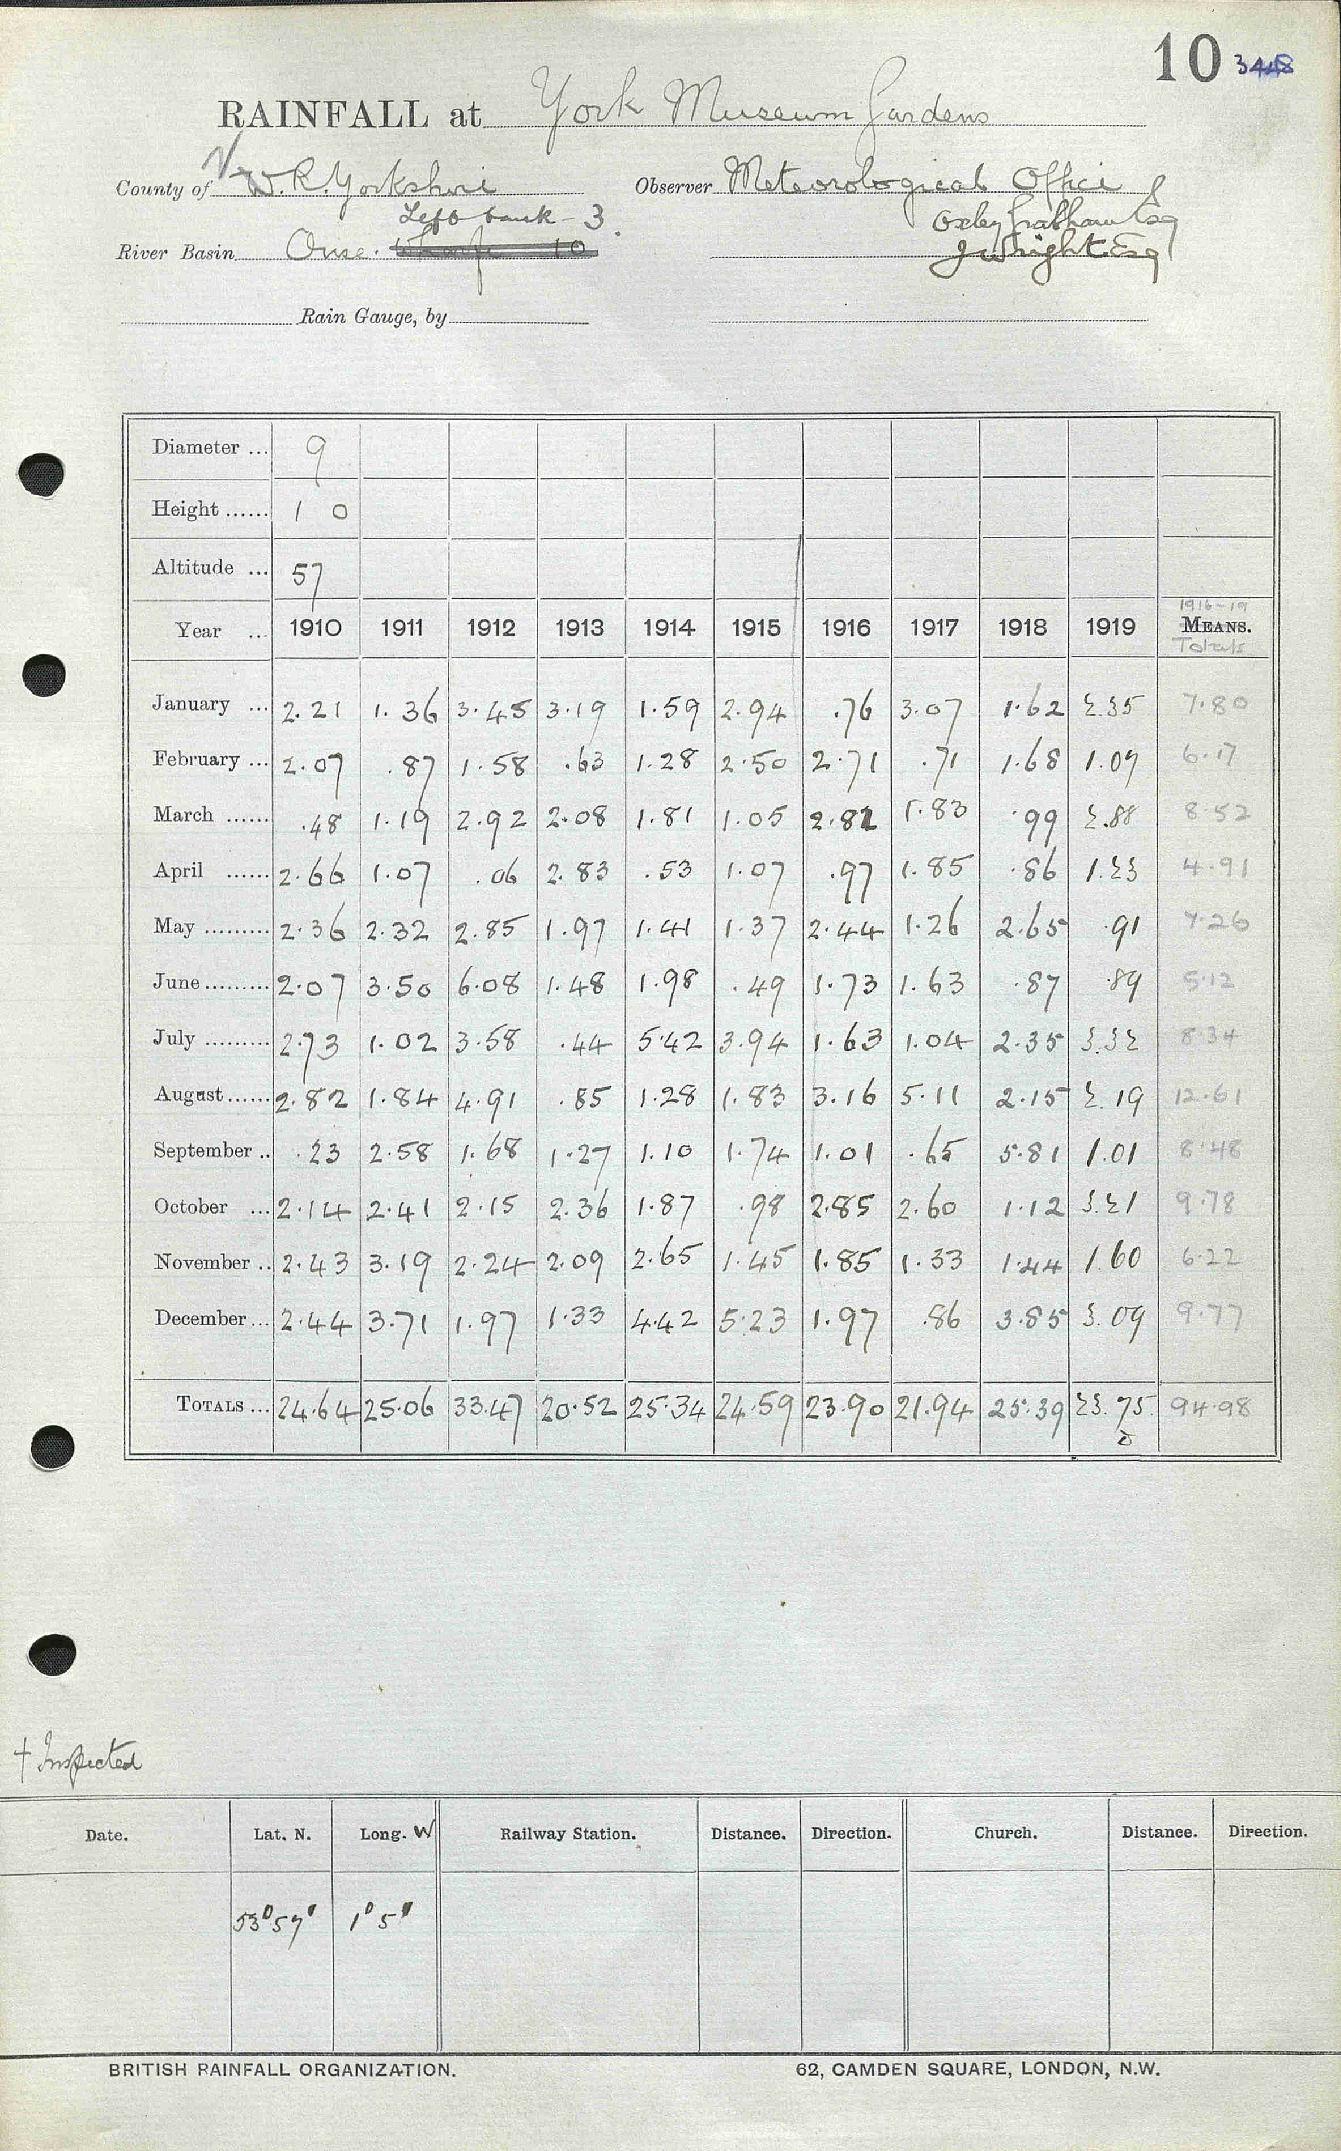 10 3448
RAINFALL at York Museum Gardens
County of W.R. Yorkshire Observer Meteorological Office
Left bank - 3. Oxley Grabham Esq
River Basin Ouse. Wharfe 10 J Wright Esq
Rain Gauge, by
Diameter ... 9
Height ...... 1 0
Altitude ... 57
1916-19
Year ... 1910 1911 1912 1913 1914 1915 1916 1917 1918 1919 MEANS.
Totals
January ... 2.21 1.36 3.45 3.19 1.59 2.94 .76 3.07 1.62 2.35 7.80
February ... 2.07 .87 1.58 .63 1.28 2.50 2.71 .71 1.68 1.07 6.17
March ...... .48 1.19 2.92 2.08 1.81 1.05 2.82 1.83 .99 2.88 8.52
April ...... 2.66 1.07 .06 2.83 .53 1.07 .97 1.85 .86 1.23 4.91
May ......... 2.36 2.32 2.85 1.97 1.41 1.37 2.44 1.26 2.65 .91 7.26
June ......... 2.07 3.50 6.08 1.48 1.98 .49 1.73 1.63 .87 .89 5.12
July ......... 2.73 1.02 3.58 .44 5.42 3.94 1.63 1.04 2.35 3.32 8.34
August ...... 2.82 1.84 4.91 .85 1.28 1.83 3.16 5.11 2.15 2.19 12.61
September .. .23 2.58 1.68 1.27 1.10 1.74 1.01 .65 5.81 1.01 8.48
October ... 2.14 2.41 2.15 2.36 1.87 .98 2.85 2.60 1.12 3.21 9.78
November .. 2.43 3.19 2.24 2.09 2.65 1.45 1.85 1.33 1.44 1.60 6.22
December ... 2.44 3.71 1.97 1.33 4.42 5.23 1.97 .86 3.85 3.09 9.77
TOTALS ... 24.64 25.06 33.47 20.52 25.34 24.59 23.90 21.94 25.39 23.75 94.98
† Inspected
Date. Lat. N. Long. W Railway Station. Distance. Direction. Church. Distance. Direction.
53°57' 1°5'
BRITISH RAINFALL ORGANIZATION. 62, CAMDEN SQUARE, LONDON, N.W.